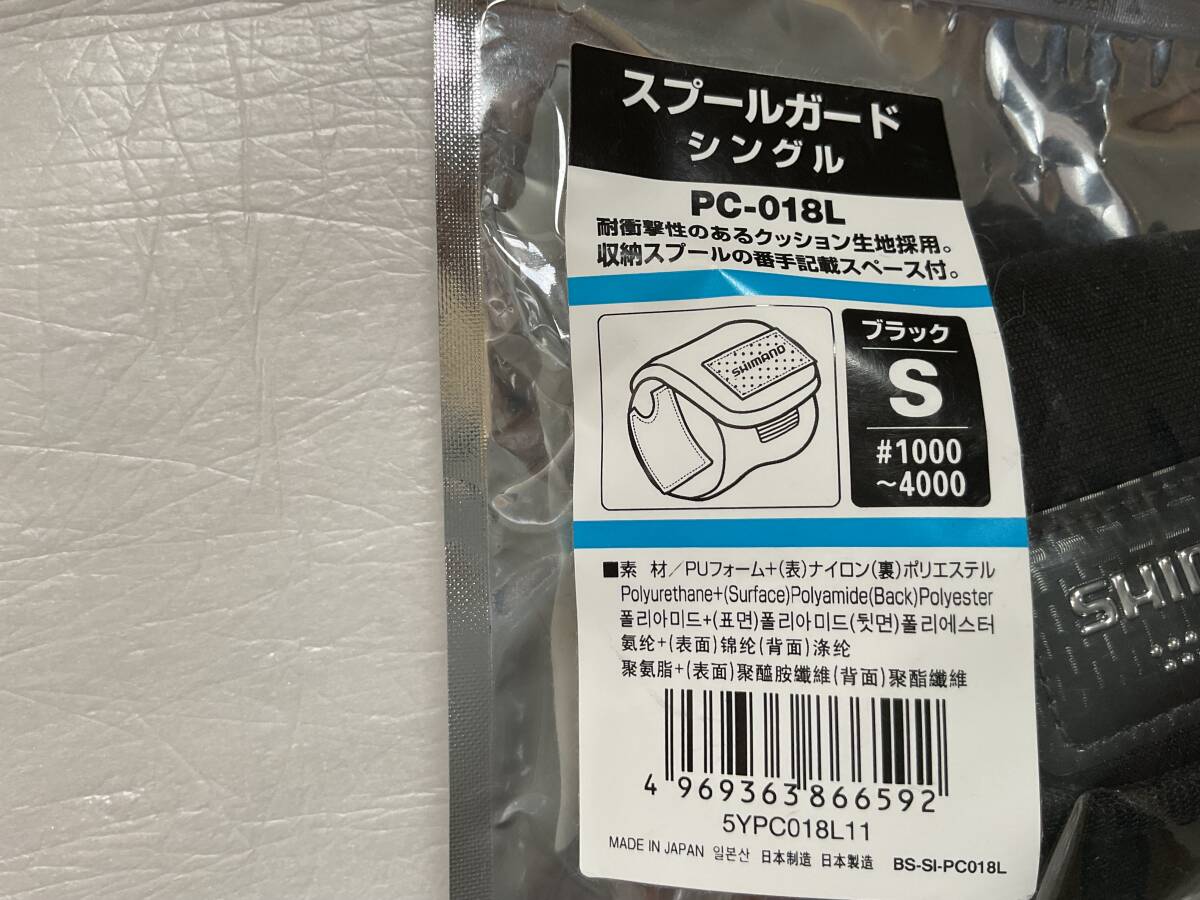 スプールガード
シングル
PC-018L
耐衝撃性のあるクッション生地採用。
収納スプールの番手記載スペース付。
SHIMANO
ブラック
S
#1000
~4000
■素 材/PUフォーム+(表)ナイロン(裏)ポリエステル
Polyurethane+(Surface)Polyamide(Back)Polyester
폴리아미드+(표면)폴리아미드(뒷면)폴리에스터
氨纶+(表面)锦纶(背面)涤纶
聚氨脂+(表面)聚醯胺纖維(背面)聚酯纖維
4 969363 866592
5YPC018L11
MADE IN JAPAN 일본산 日本制造 日本製造 BS-SI-PC018L
SHIM